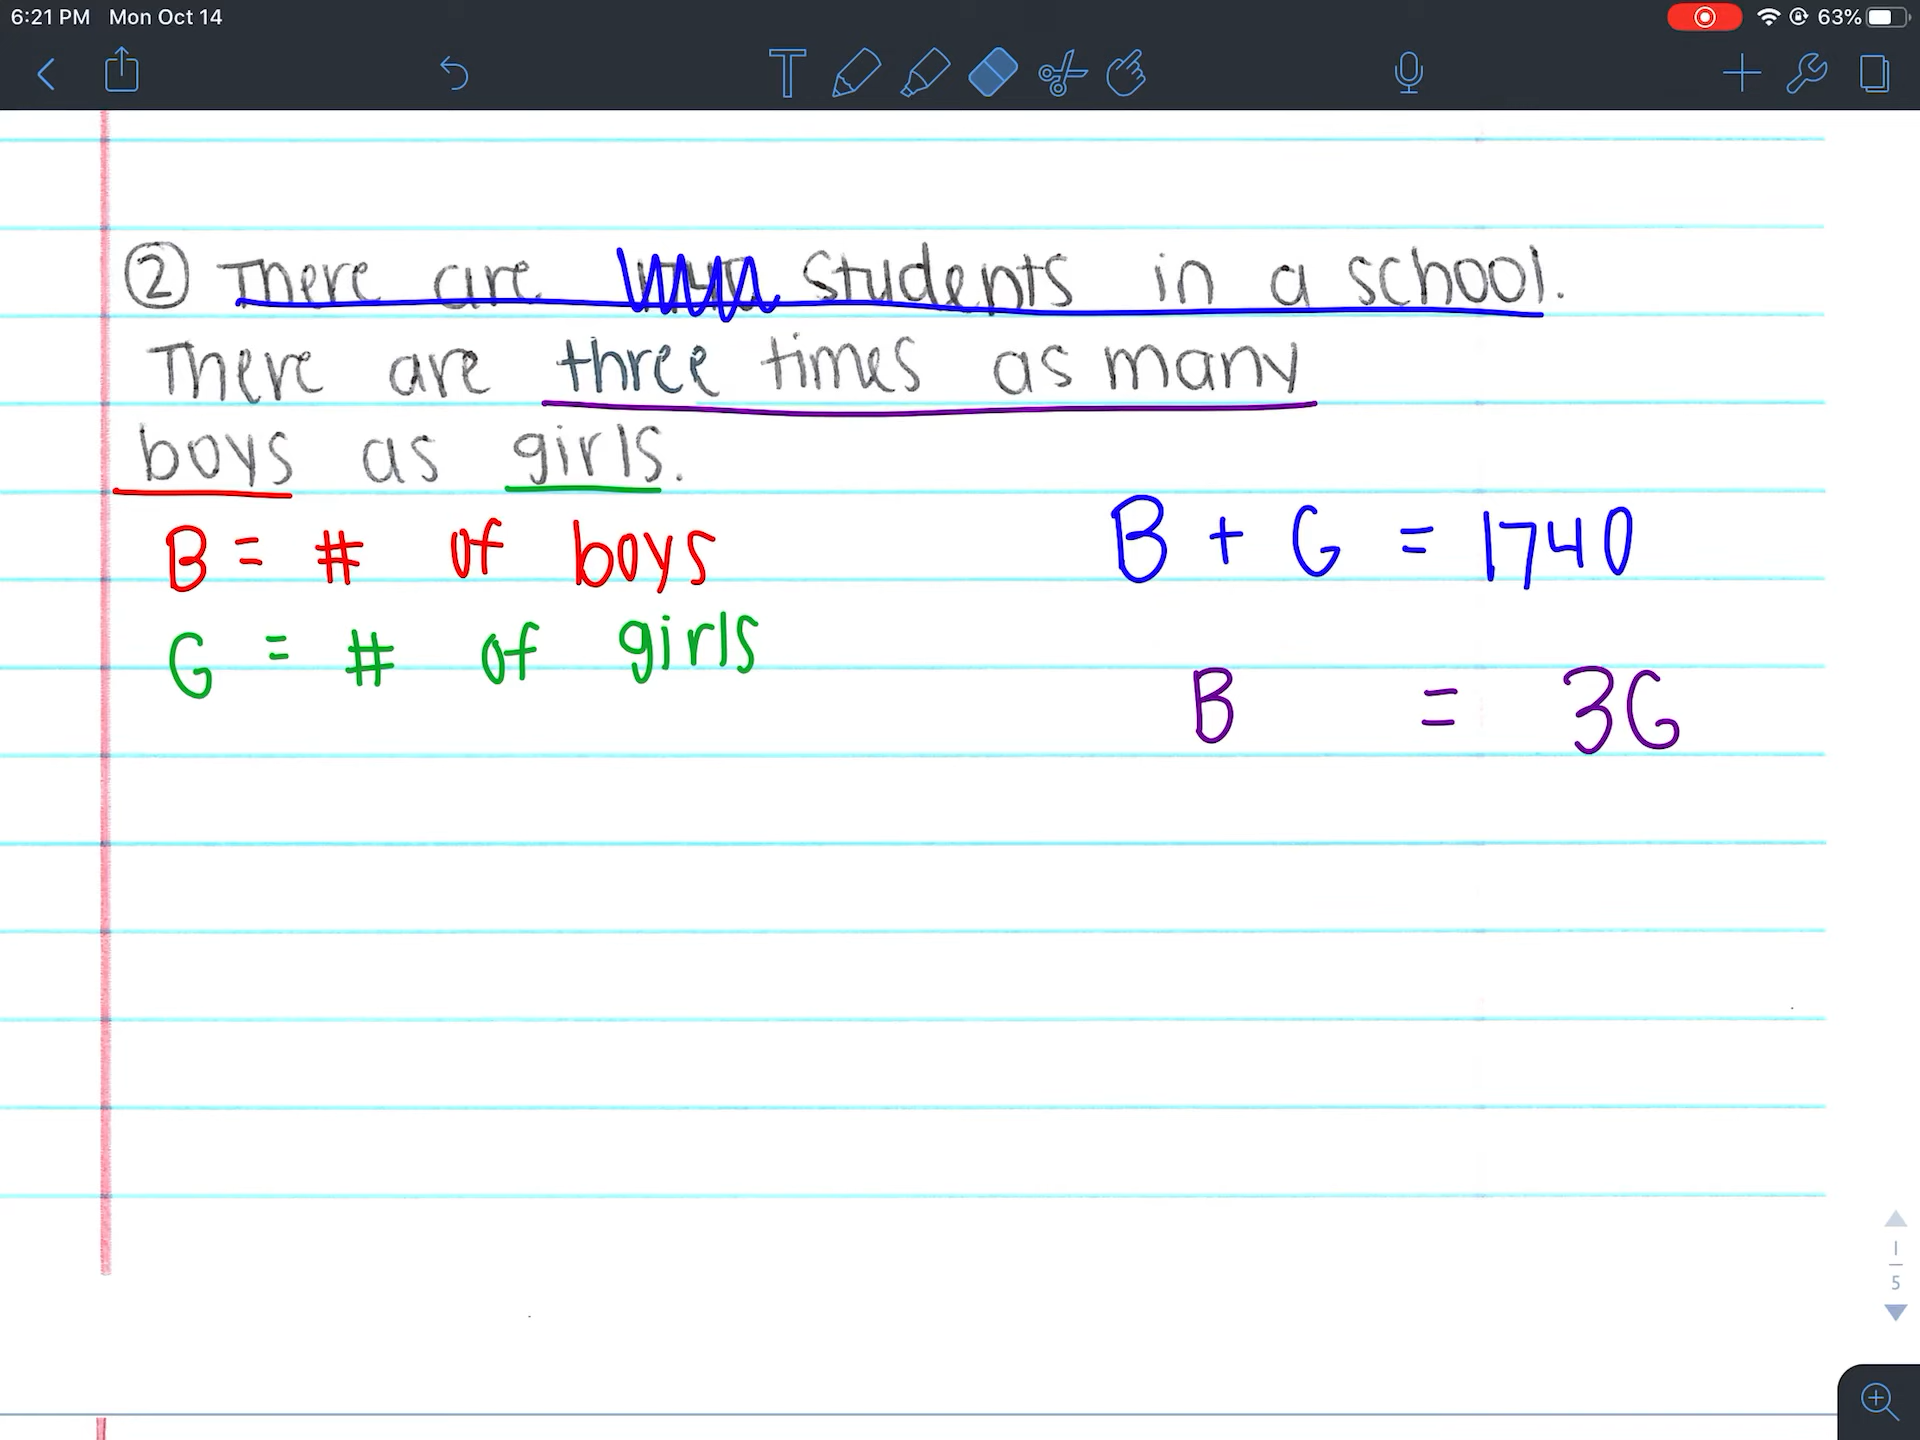 6:21 PM Mon Oct 14
63%
② There are students in a school.
There are three times as many
boys as girls.
B = # of boys
G = # of girls
B + G = 1740
B = 3G
1
5